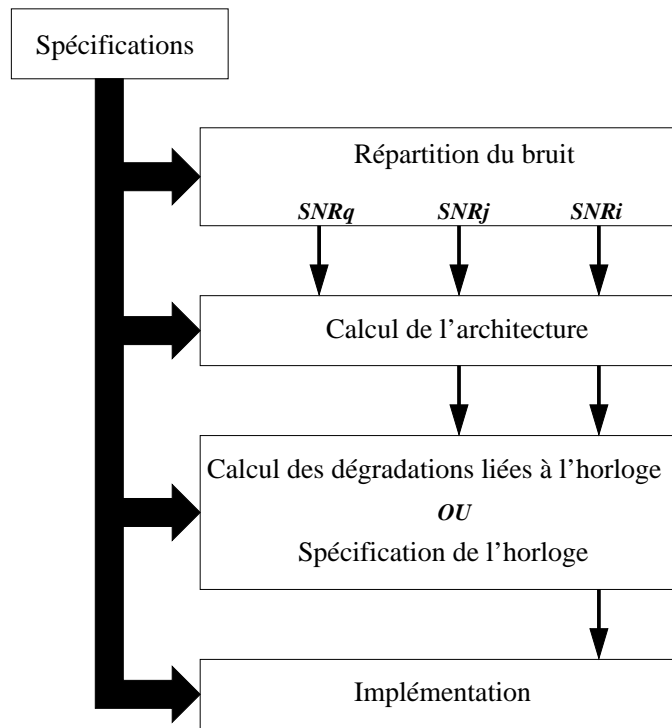 Spécifications
Répartition du bruit
SNRq SNRj SNRi
Calcul de l’architecture
Calcul des dégradations liées à l’horloge
OU
Spécification de l’horloge
Implémentation